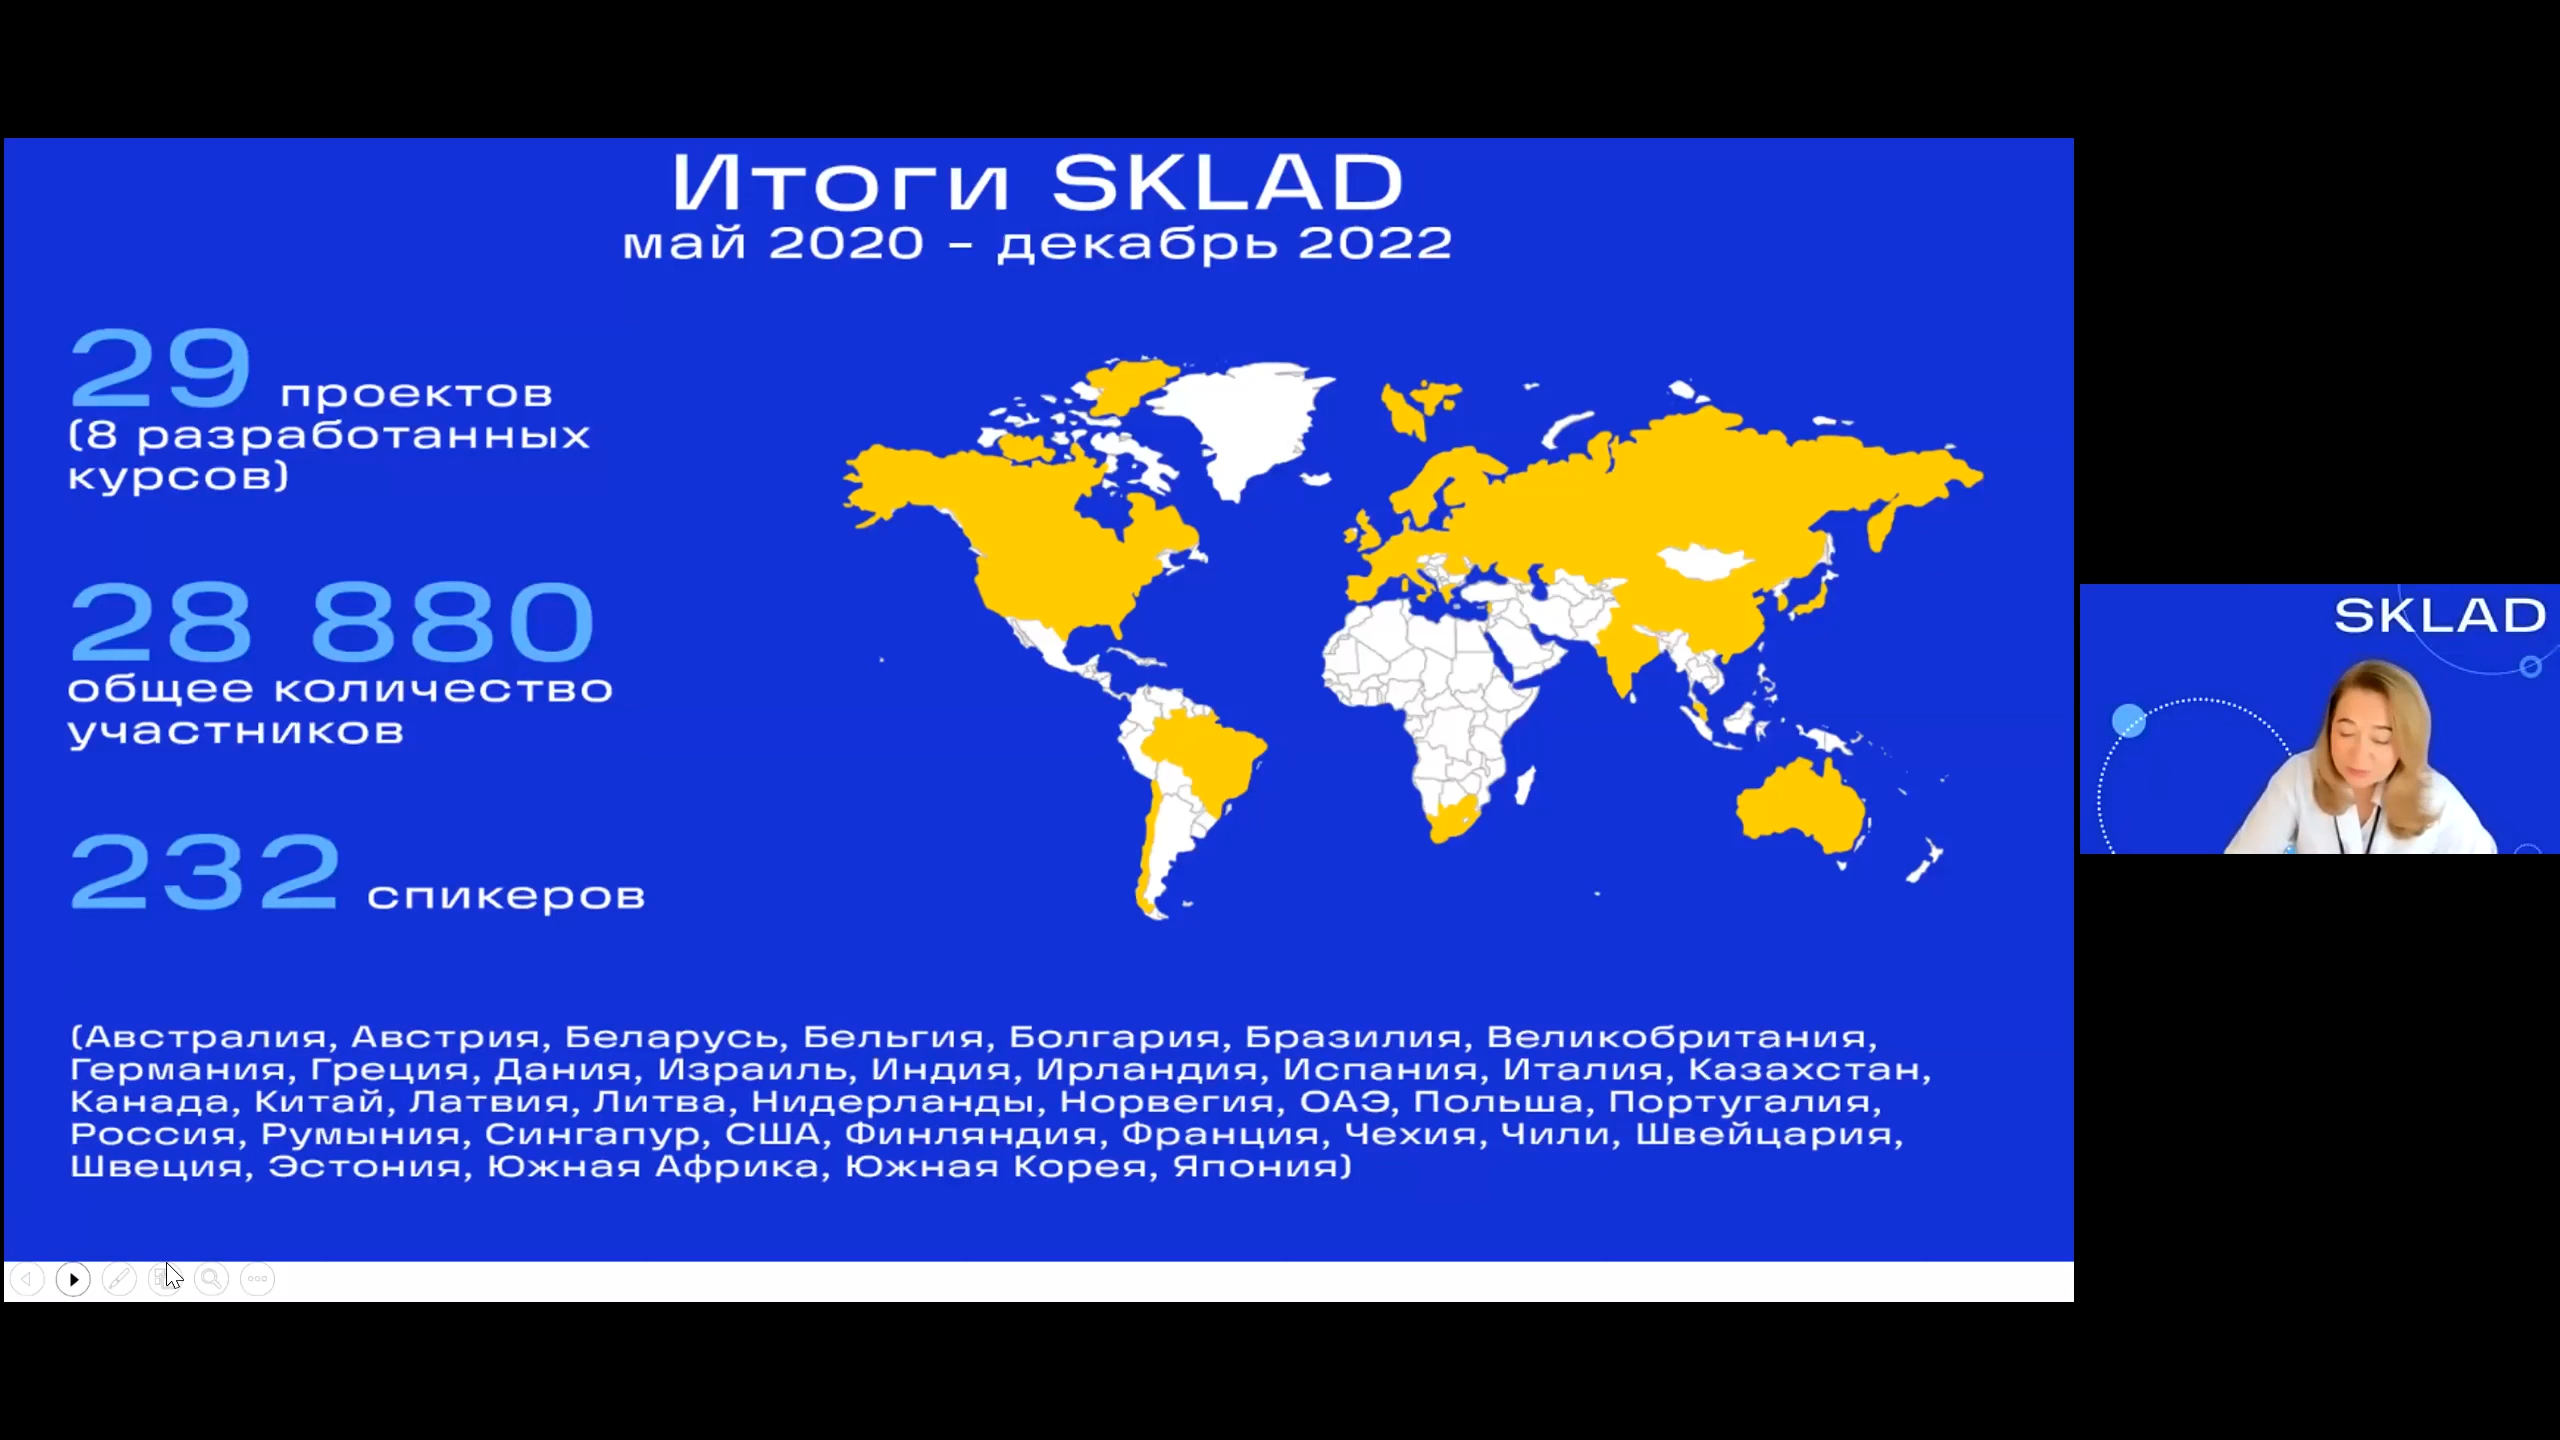 Итоги SKLAD
май 2020 – декабрь 2022
29 проектов
(8 разработанных
курсов)
28 880
общее количество
участников
232 спикеров
(Австралия, Австрия, Беларусь, Бельгия, Болгария, Бразилия, Великобритания,
Германия, Греция, Дания, Израиль, Индия, Ирландия, Испания, Италия, Казахстан,
Канада, Китай, Латвия, Литва, Нидерланды, Норвегия, ОАЭ, Польша, Португалия,
Россия, Румыния, Сингапур, США, Финляндия, Франция, Чехия, Чили, Швейцария,
Швеция, Эстония, Южная Африка, Южная Корея, Япония)
SKLAD